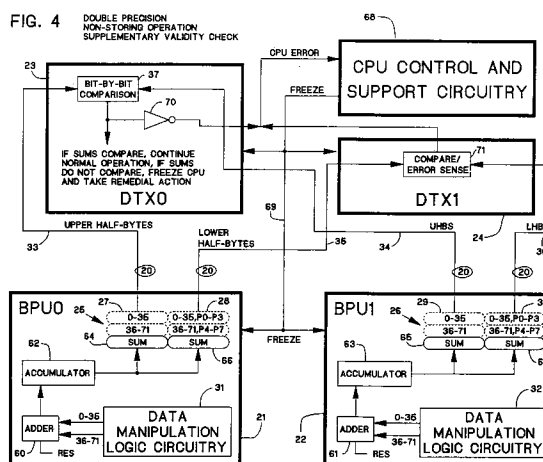 FIG. 4
DOUBLE PRECISION
NON-STORING OPERATION
SUPPLEMENTARY VALIDITY CHECK
68
CPU ERROR
CPU CONTROL AND
SUPPORT CIRCUITRY
FREEZE
23
37
BIT-BY-BIT
COMPARISON
70
IF SUMS COMPARE, CONTINUE
NORMAL OPERATION, IF SUMS
DO NOT COMPARE, FREEZE CPU
AND TAKE REMEDIAL ACTION
DTX0
71
COMPARE/
ERROR SENSE
DTX1
69
24
UPPER HALF-BYTES
33
LOWER
HALF-BYTES
35
34
UHBS
LHBS
20
20
20
20
BPU0
27
28
0-35
0-35,P0-P3
25
36-71
36-71,P4-P7
64
SUM
SUM
66
62
ACCUMULATOR
31
ADDER
0-35
36-71
DATA
MANIPULATION
LOGIC CIRCUITRY
60
RES
21
FREEZE
BPU1
29
0-35
0-35,P0-P3
26
36-71
36-71,P4-P7
65
SUM
SUM
63
ACCUMULATOR
32
ADDER
0-35
36-71
DATA
MANIPULATION
LOGIC CIRCUITRY
61
RES
22